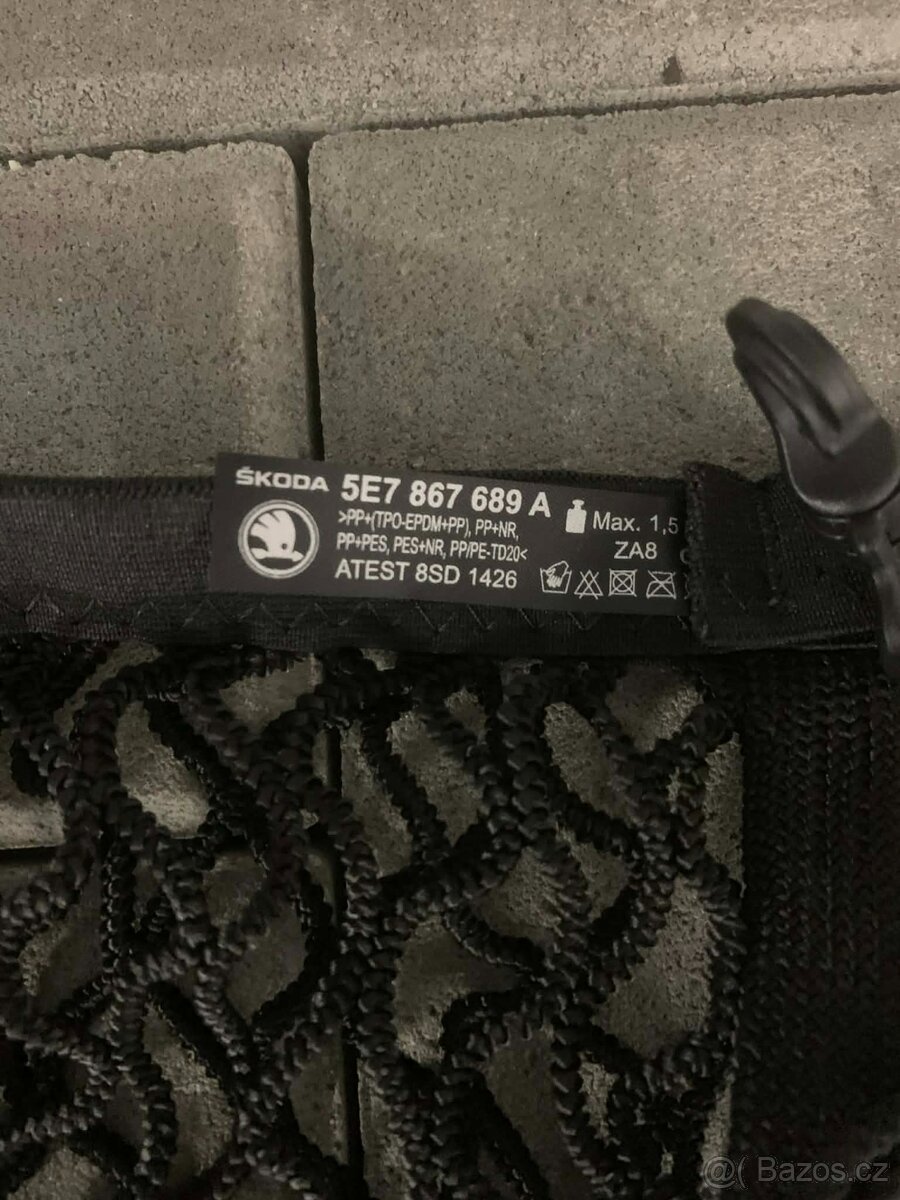 ŠKODA 5E7 867 689 A
>PP+(TPO-EPDM+PP), PP+NR,
PP+PES, PES+NR, PP/PE-TD20<
ATEST 8SD 1426
Max. 1,5
ZA8
@( Bazos.cz